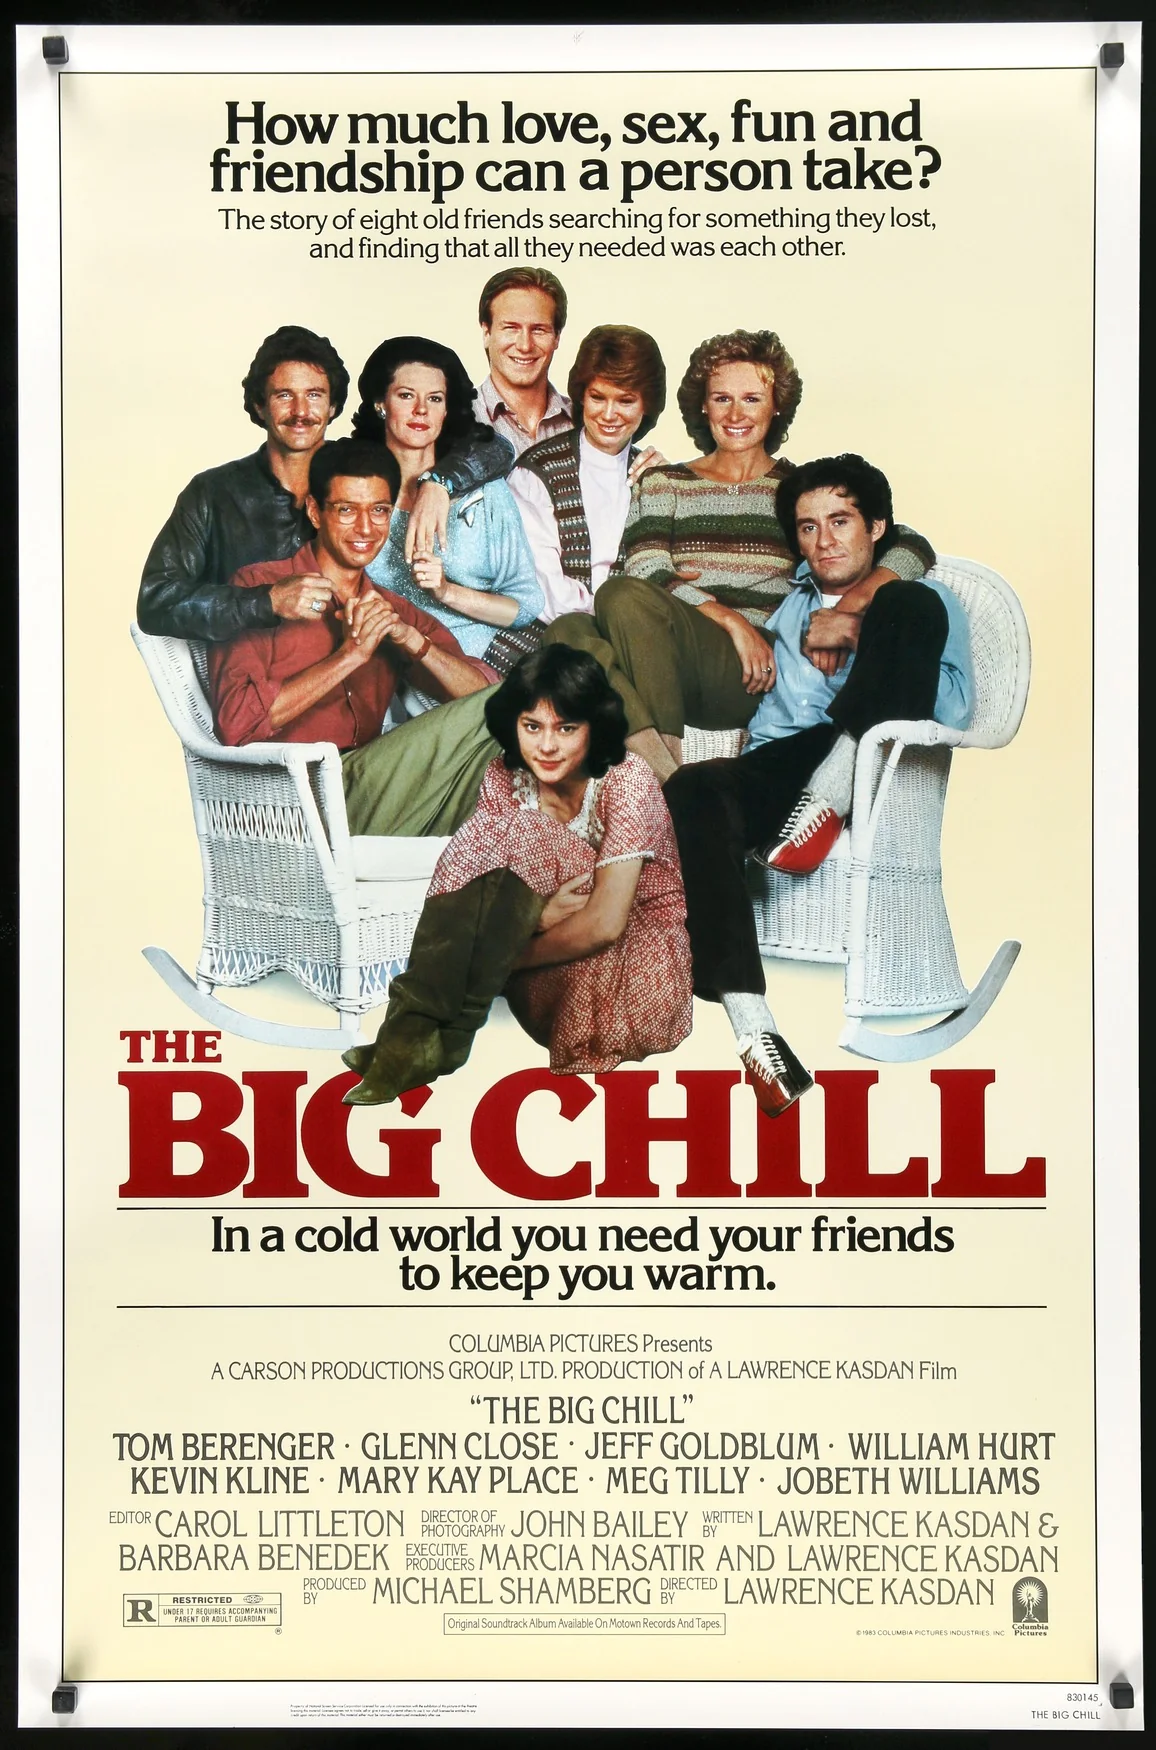 How much love, sex, fun and
friendship can a person take?
The story of eight old friends searching for something they lost,
and finding that all they needed was each other.
THE
BIG CHILL
In a cold world you need your friends
to keep you warm.
COLUMBIA PICTURES Presents
A CARSON PRODUCTIONS GROUP, LTD. PRODUCTION of A LAWRENCE KASDAN Film
“THE BIG CHILL”
TOM BERENGER · GLENN CLOSE · JEFF GOLDBLUM · WILLIAM HURT
KEVIN KLINE · MARY KAY PLACE · MEG TILLY · JOBETH WILLIAMS
EDITOR CAROL LITTLETON DIRECTOR OF PHOTOGRAPHY JOHN BAILEY WRITTEN BY LAWRENCE KASDAN &
BARBARA BENEDEK EXECUTIVE PRODUCERS MARCIA NASATIR AND LAWRENCE KASDAN
PRODUCED BY MICHAEL SHAMBERG DIRECTED BY LAWRENCE KASDAN
R RESTRICTED
UNDER 17 REQUIRES ACCOMPANYING
PARENT OR ADULT GUARDIAN
®
Original Soundtrack Album Available On Motown Records And Tapes.
©1983 COLUMBIA PICTURES INDUSTRIES, INC.
Columbia
Pictures
830145
THE BIG CHILL